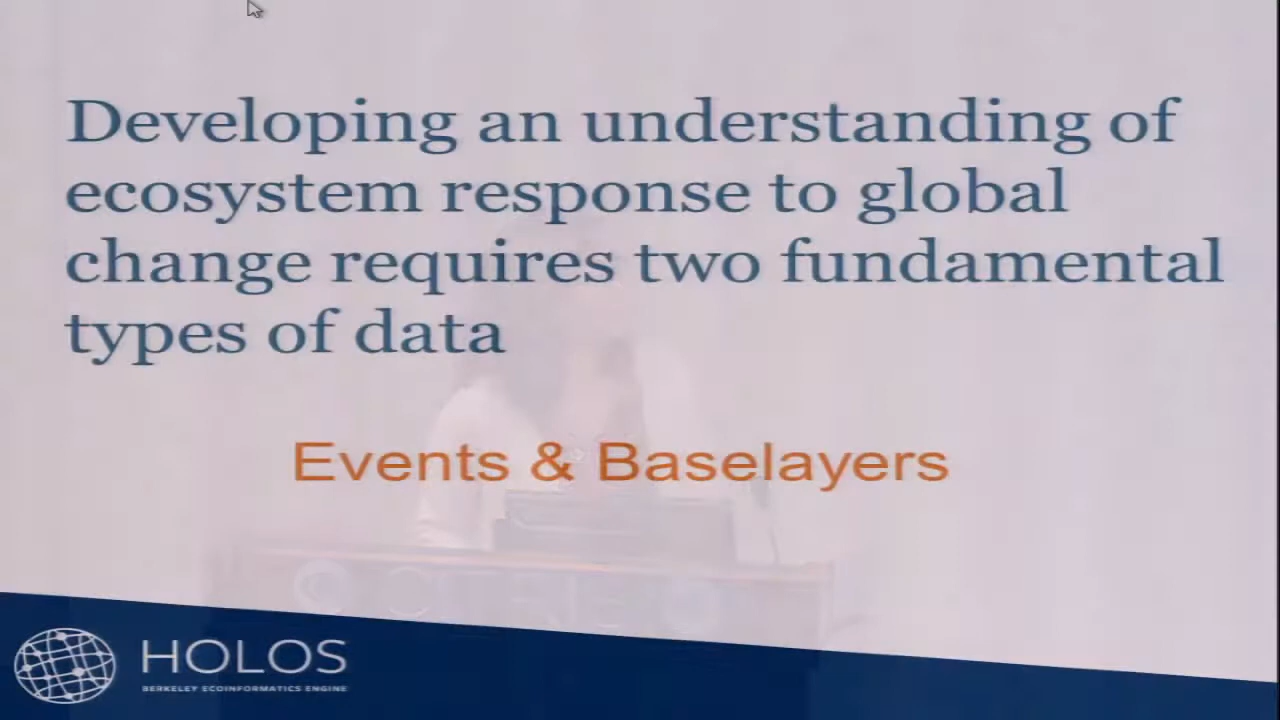 Developing an understanding of
ecosystem response to global
change requires two fundamental
types of data
Events & Baselayers
CITRIS
HOLOS
BERKELEY ECOINFORMATICS ENGINE